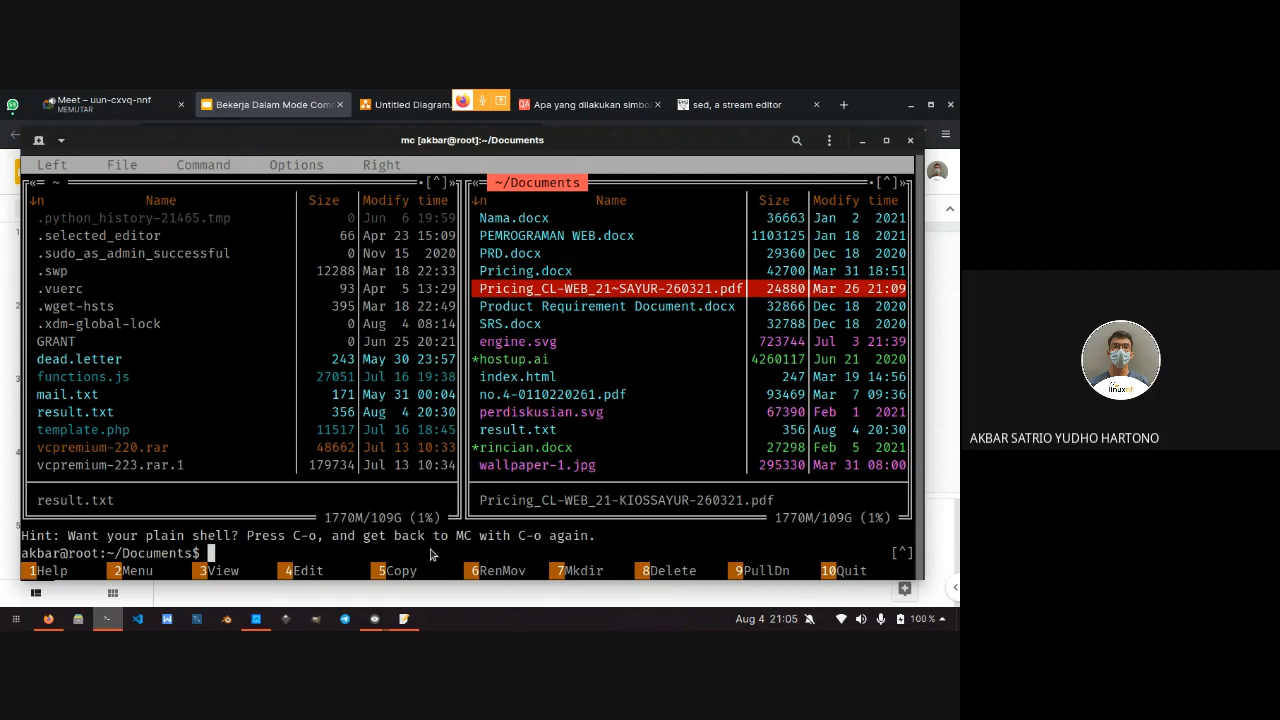 Meet – uun-cxvq-nnf
MEMUTAR
Bekerja Dalam Mode Com
Untitled Diagram.
Apa yang dilakukan simbo
sed, a stream editor
mc [akbar@root]:~/Documents
Left File Command Options Right
~ ~/Documents
↓n Name Size Modify time ↓n Name Size Modify time
.python_history-21465.tmp 0 Jun 6 19:59 Nama.docx 36663 Jan 2 2021
.selected_editor 66 Apr 23 15:09 PEMROGRAMAN WEB.docx 1103125 Jan 18 2021
.sudo_as_admin_successful 0 Nov 15 2020 PRD.docx 29360 Dec 18 2020
.swp 12288 Mar 18 22:33 Pricing.docx 42700 Mar 31 18:51
.vuerc 93 Apr 5 13:29 Pricing_CL-WEB_21~SAYUR-260321.pdf 24880 Mar 26 21:09
.wget-hsts 395 Mar 18 22:49 Product Requirement Document.docx 32866 Dec 18 2020
.xdm-global-lock 0 Aug 4 08:14 SRS.docx 32788 Dec 18 2020
GRANT 0 Jun 25 20:21 engine.svg 723744 Jul 3 21:39
dead.letter 243 May 30 23:57 *hostup.ai 4260117 Jun 21 2020
functions.js 27051 Jul 16 19:38 index.html 247 Mar 19 14:56
mail.txt 171 May 31 00:04 no.4-0110220261.pdf 93469 Mar 7 09:36
result.txt 356 Aug 4 20:30 perdiskusian.svg 67390 Feb 1 2021
template.php 11517 Jul 16 18:45 result.txt 356 Aug 4 20:30
vcpremium-220.rar 48662 Jul 13 10:33 *rincian.docx 27298 Feb 5 2021
vcpremium-223.rar.1 179734 Jul 13 10:34 wallpaper-1.jpg 295330 Mar 31 08:00
result.txt Pricing_CL-WEB_21-KIOSSAYUR-260321.pdf
1770M/109G (1%) 1770M/109G (1%)
Hint: Want your plain shell? Press C-o, and get back to MC with C-o again.
akbar@root:~/Documents$ [^]
1Help 2Menu 3View 4Edit 5Copy 6RenMov 7Mkdir 8Delete 9PullDn 10Quit
Aug 4 21:05 100 %
AKBAR SATRIO YUDHO HARTONO
linuxnf